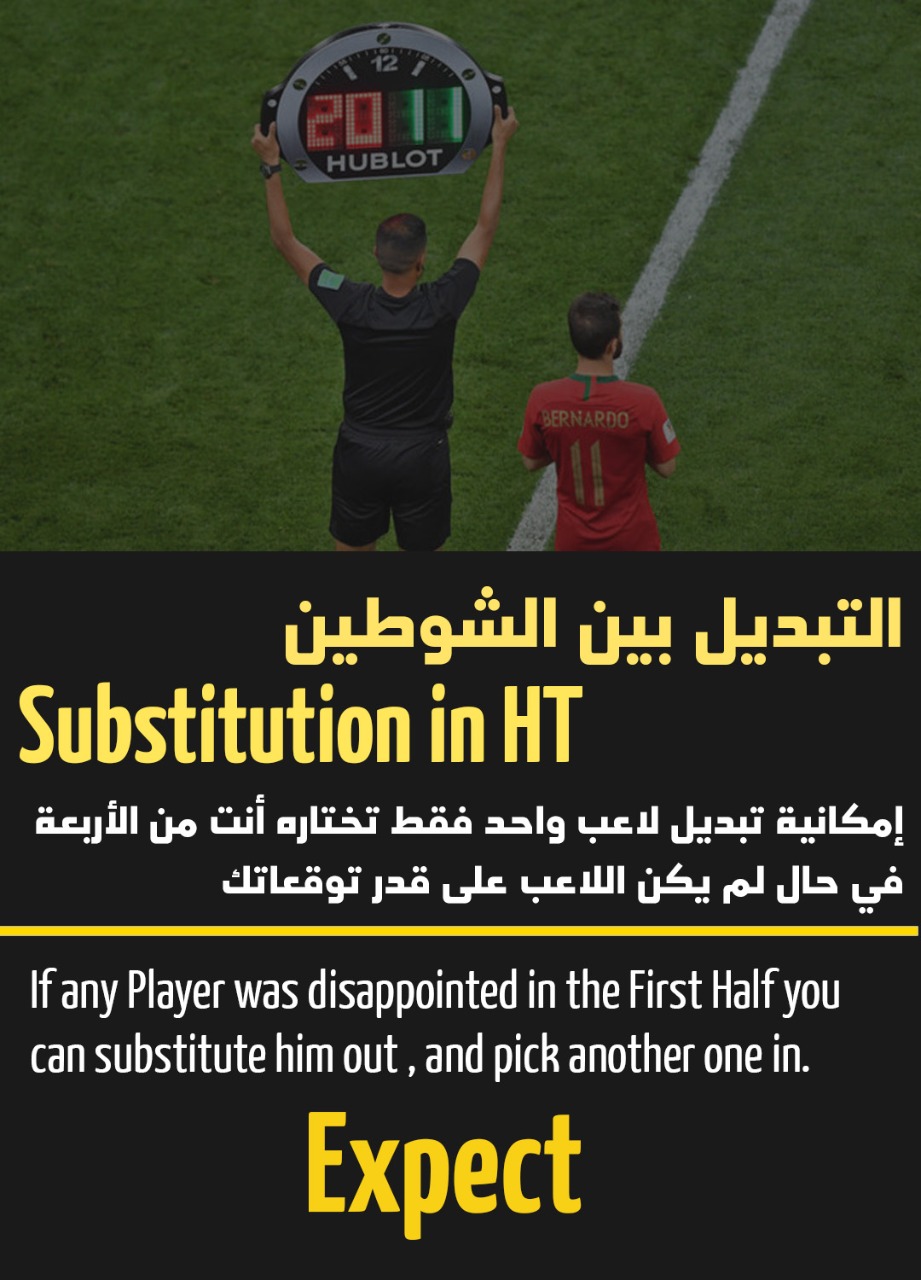 12
20 11
HUBLOT
BERNARDO
11
التبديل بين الشوطين
Substitution in HT
إمكانية تبديل لاعب واحد فقط تختاره أنت من الأربعة
في حال لم يكن اللاعب على قدر توقعاتك
If any Player was disappointed in the First Half you
can substitute him out , and pick another one in.
Expect